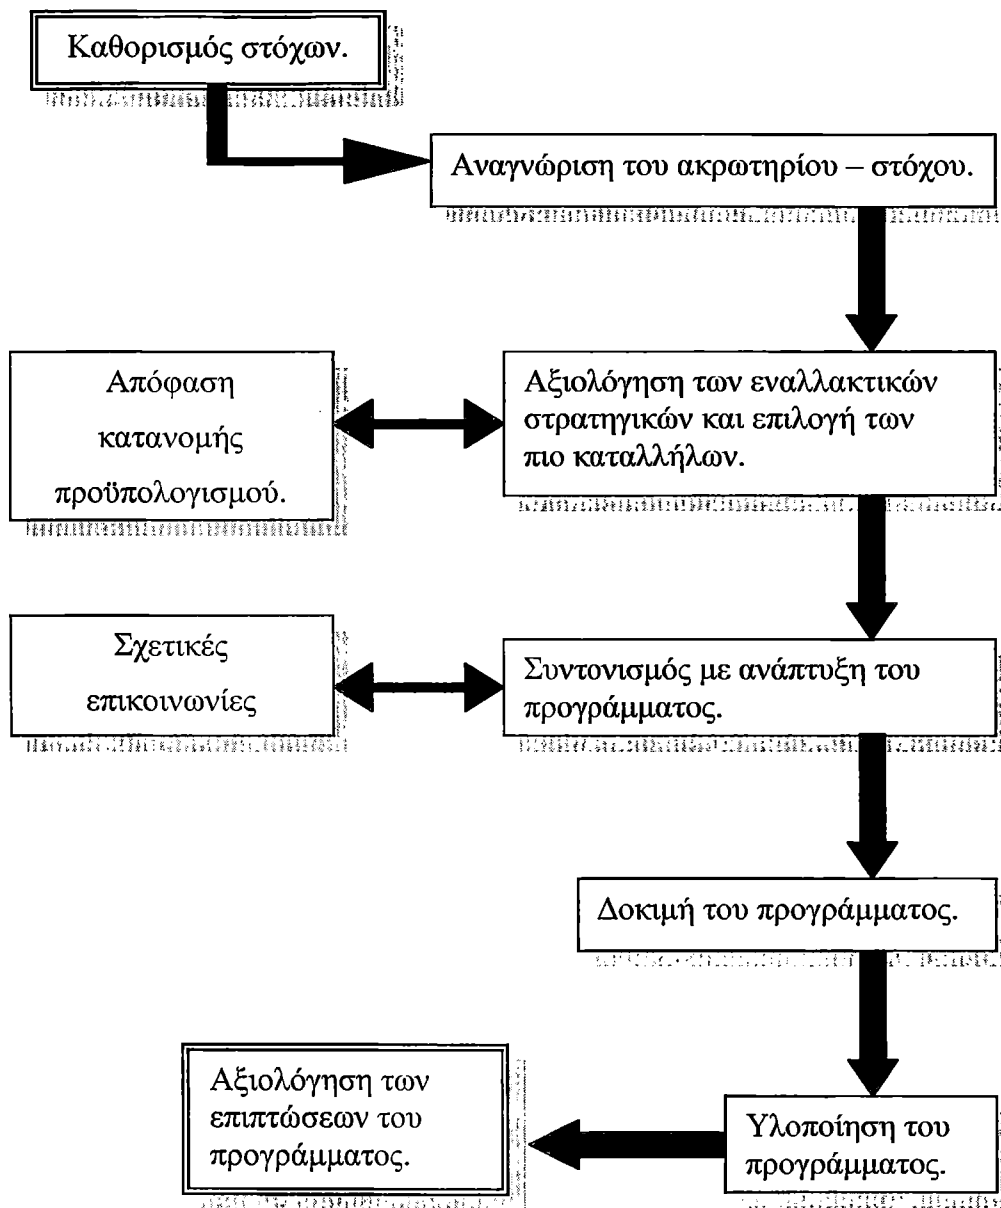 Καθορισμός στόχων.
Αναγνώριση του ακρωτηρίου – στόχου.
Απόφαση
κατανομής
προϋπολογισμού.
Αξιολόγηση των εναλλακτικών
στρατηγικών και επιλογή των
πιο καταλλήλων.
Σχετικές
επικοινωνίες
Συντονισμός με ανάπτυξη του
προγράμματος.
Δοκιμή του προγράμματος.
Αξιολόγηση των
επιπτώσεων του
προγράμματος.
Υλοποίηση του
προγράμματος.